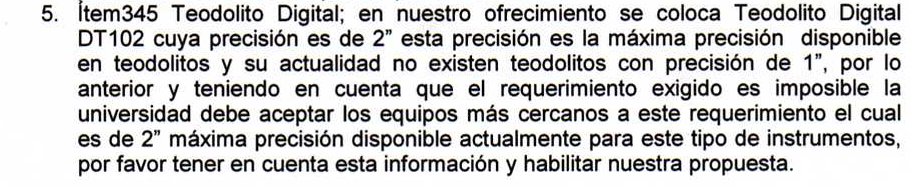 5. Ítem345 Teodolito Digital; en nuestro ofrecimiento se coloca Teodolito Digital
DT102 cuya precisión es de 2” esta precisión es la máxima precisión disponible
en teodolitos y su actualidad no existen teodolitos con precisión de 1”, por lo
anterior y teniendo en cuenta que el requerimiento exigido es imposible la
universidad debe aceptar los equipos más cercanos a este requerimiento el cual
es de 2” máxima precisión disponible actualmente para este tipo de instrumentos,
por favor tener en cuenta esta información y habilitar nuestra propuesta.